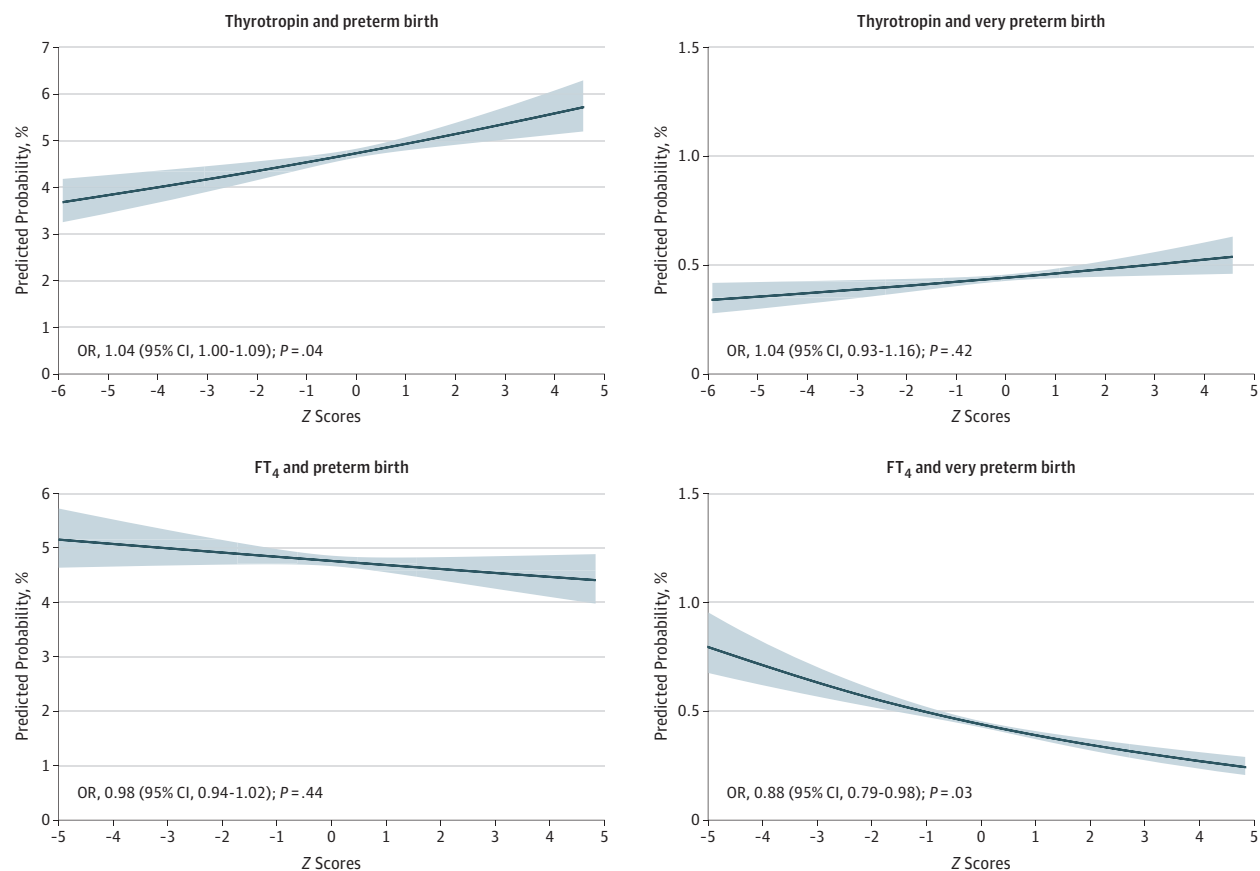 Thyrotropin and preterm birth
7
6
5
4
3
2
1
0
Predicted Probability, %
OR, 1.04 (95% CI, 1.00-1.09); P = .04
-6 -5 -4 -3 -2 -1 0 1 2 3 4 5
Z Scores
Thyrotropin and very preterm birth
1.5
1.0
0.5
0
Predicted Probability, %
OR, 1.04 (95% CI, 0.93-1.16); P = .42
-6 -5 -4 -3 -2 -1 0 1 2 3 4 5
Z Scores
FT4 and preterm birth
6
5
4
3
2
1
0
Predicted Probability, %
OR, 0.98 (95% CI, 0.94-1.02); P = .44
-5 -4 -3 -2 -1 0 1 2 3 4 5
Z Scores
FT4 and very preterm birth
1.5
1.0
0.5
0
Predicted Probability, %
OR, 0.88 (95% CI, 0.79-0.98); P = .03
-5 -4 -3 -2 -1 0 1 2 3 4 5
Z Scores